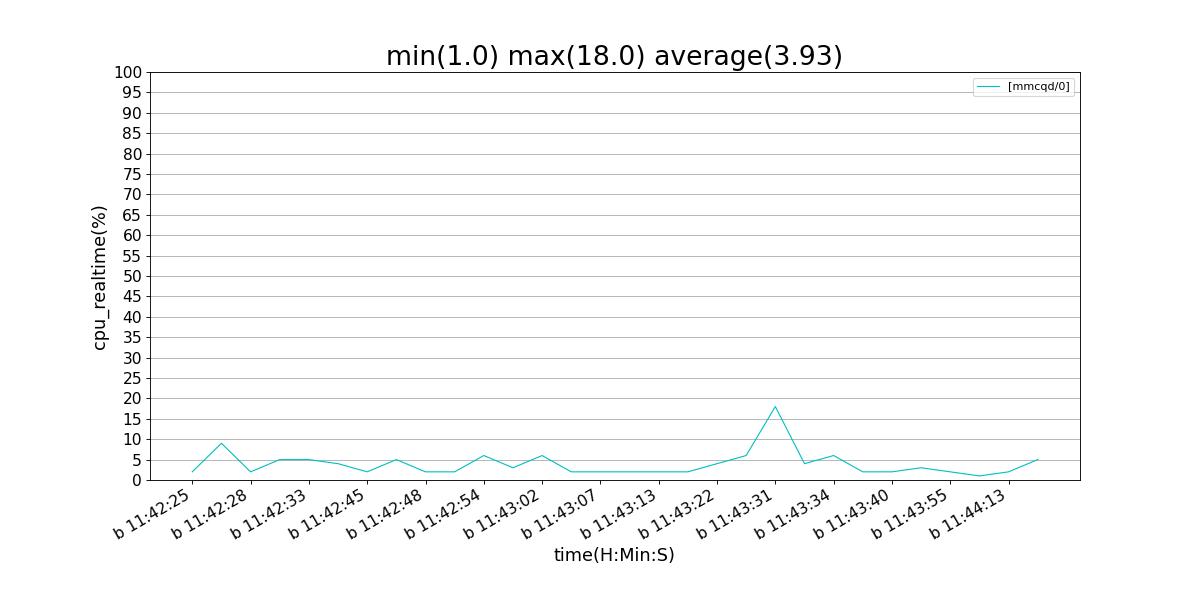 min(1.0) max(18.0) average(3.93)
[mmcqd/0]
100
95
90
85
80
75
70
65
60
55
50
45
40
35
30
25
20
15
10
5
0
cpu_realtime(%)
b 11:42:25
b 11:42:28
b 11:42:33
b 11:42:45
b 11:42:48
b 11:42:54
b 11:43:02
b 11:43:07
b 11:43:13
b 11:43:22
b 11:43:31
b 11:43:34
b 11:43:40
b 11:43:55
b 11:44:13
time(H:Min:S)